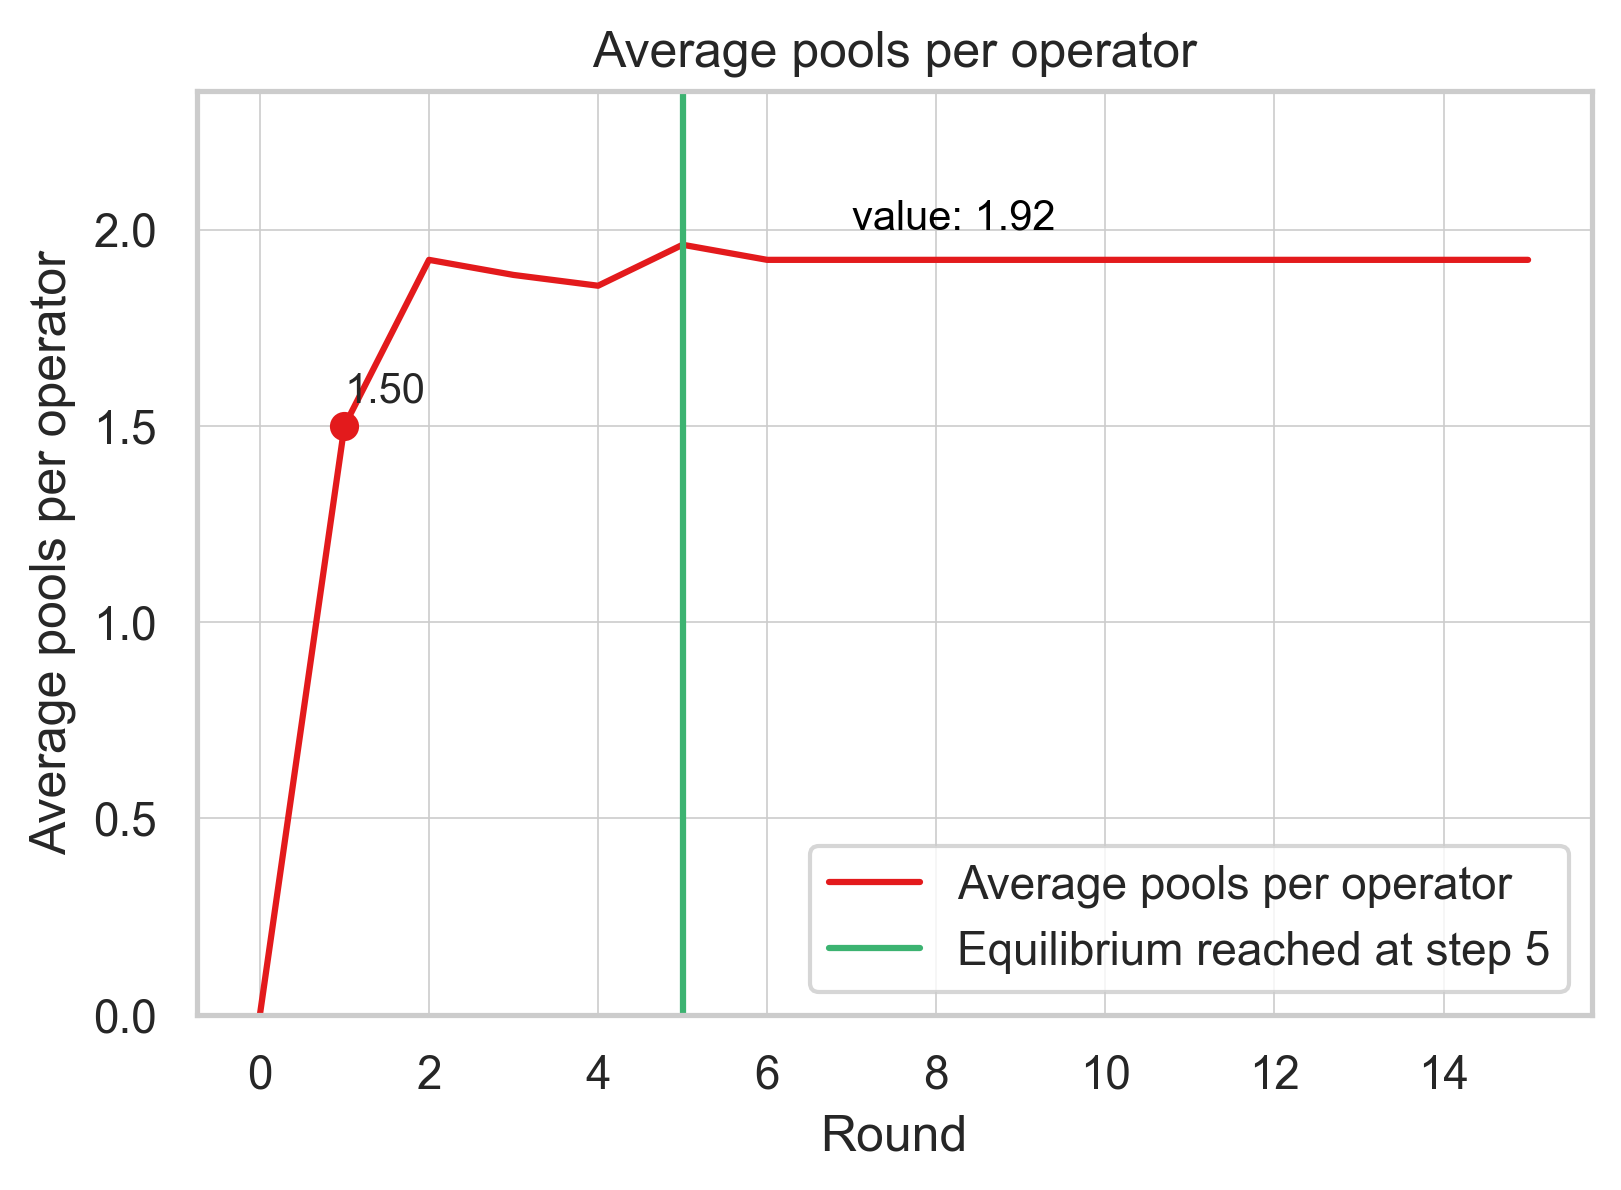 Average pools per operator
Average pools per operator
2.0
1.5
1.0
0.5
0.0
value: 1.92
1.50
Average pools per operator
Equilibrium reached at step 5
0 2 4 6 8 10 12 14
Round